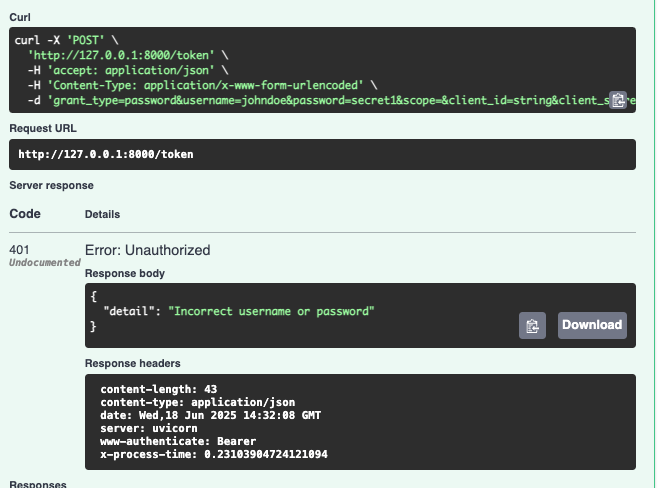 Curl
curl -X 'POST' \
'http://127.0.0.1:8000/token' \
-H 'accept: application/json' \
-H 'Content-Type: application/x-www-form-urlencoded' \
-d 'grant_type=password&username=johndoe&password=secret1&scope=&client_id=string&client_s
Request URL
http://127.0.0.1:8000/token
Server response
Code Details
401 Error: Unauthorized
Undocumented
Response body
{
"detail": "Incorrect username or password"
}
Download
Response headers
content-length: 43
content-type: application/json
date: Wed,18 Jun 2025 14:32:08 GMT
server: uvicorn
www-authenticate: Bearer
x-process-time: 0.23103904724121094
Responses